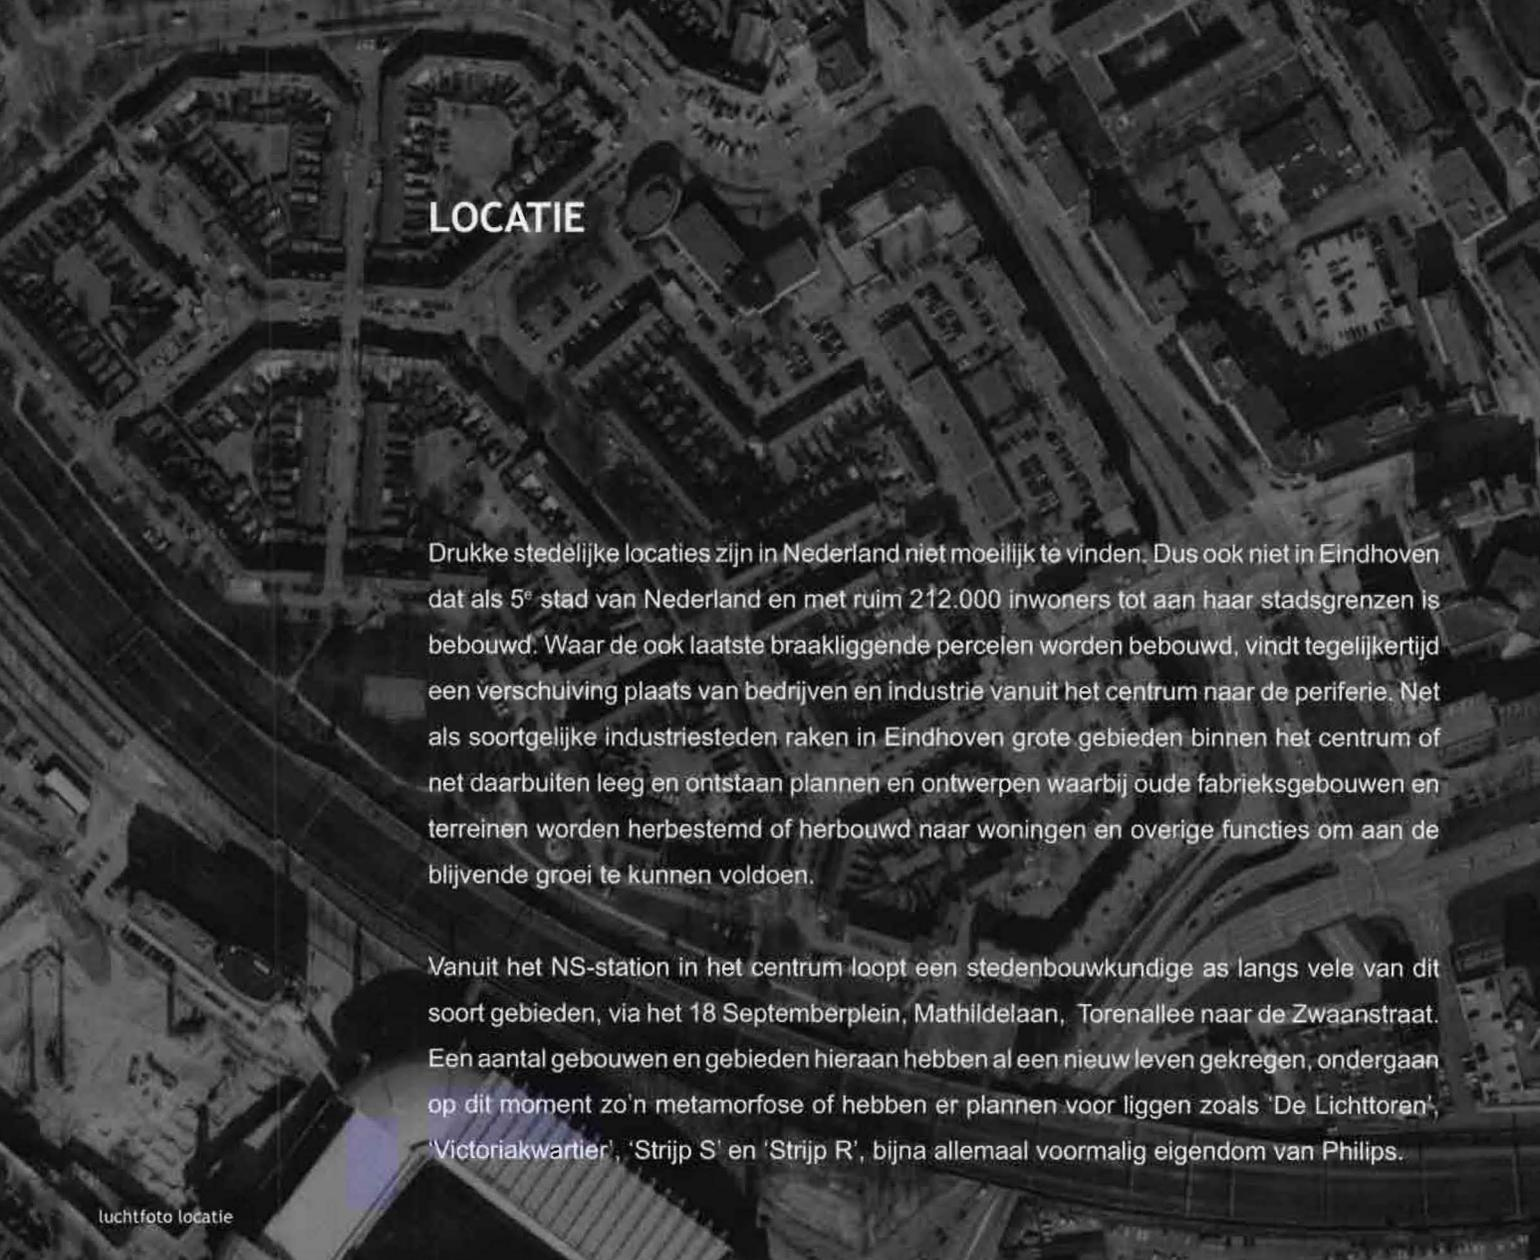 LOCATIE
Drukke stedelijke locaties zijn in Nederland niet moeilijk te vinden. Dus ook niet in Eindhoven
dat als 5e stad van Nederland en met ruim 212.000 inwoners tot aan haar stadsgrenzen is
bebouwd. Waar de ook laatste braakliggende percelen worden bebouwd, vindt tegelijkertijd
een verschuiving plaats van bedrijven en industrie vanuit het centrum naar de periferie. Net
als soortgelijke industriesteden raken in Eindhoven grote gebieden binnen het centrum of
net daarbuiten leeg en ontstaan plannen en ontwerpen waarbij oude fabrieksgebouwen en
terreinen worden herbestemd of herbouwd naar woningen en overige functies om aan de
blijvende groei te kunnen voldoen.
Vanuit het NS-station in het centrum loopt een stedenbouwkundige as langs vele van dit
soort gebieden, via het 18 Septemberplein, Mathildelaan, Torenallee naar de Zwaanstraat.
Een aantal gebouwen en gebieden hieraan hebben al een nieuw leven gekregen, ondergaan
op dit moment zo'n metamorfose of hebben er plannen voor liggen zoals 'De Lichttoren',
'Victoriakwartier', 'Strijp S' en 'Strijp R', bijna allemaal voormalig eigendom van Philips.
luchtfoto locatie